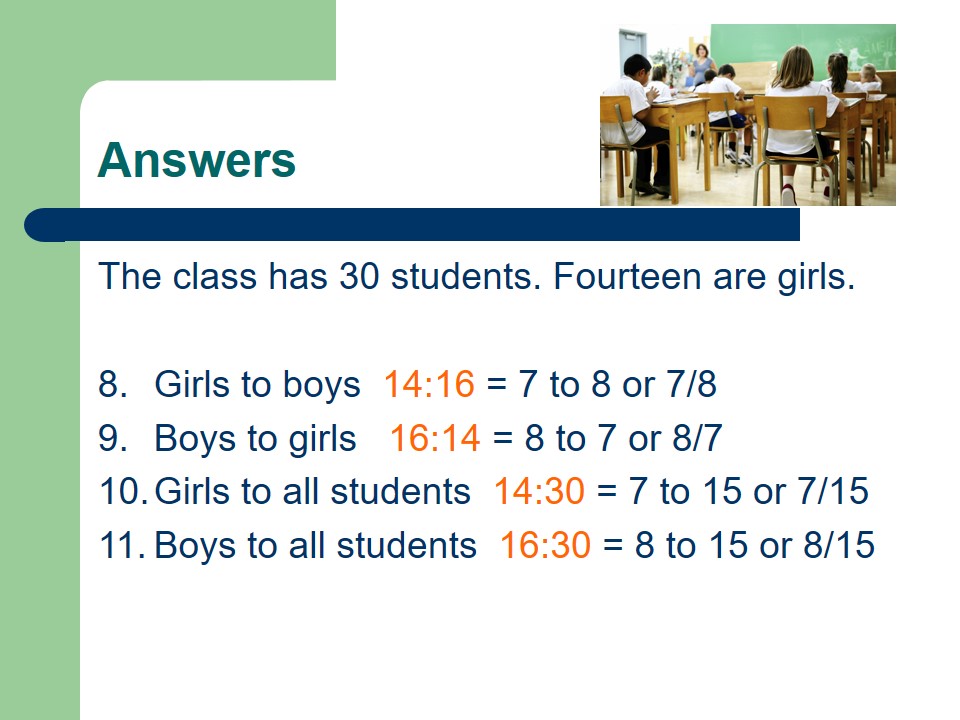 Answers
The class has 30 students. Fourteen are girls.
8. Girls to boys 14:16 = 7 to 8 or 7/8
9. Boys to girls 16:14 = 8 to 7 or 8/7
10. Girls to all students 14:30 = 7 to 15 or 7/15
11. Boys to all students 16:30 = 8 to 15 or 8/15